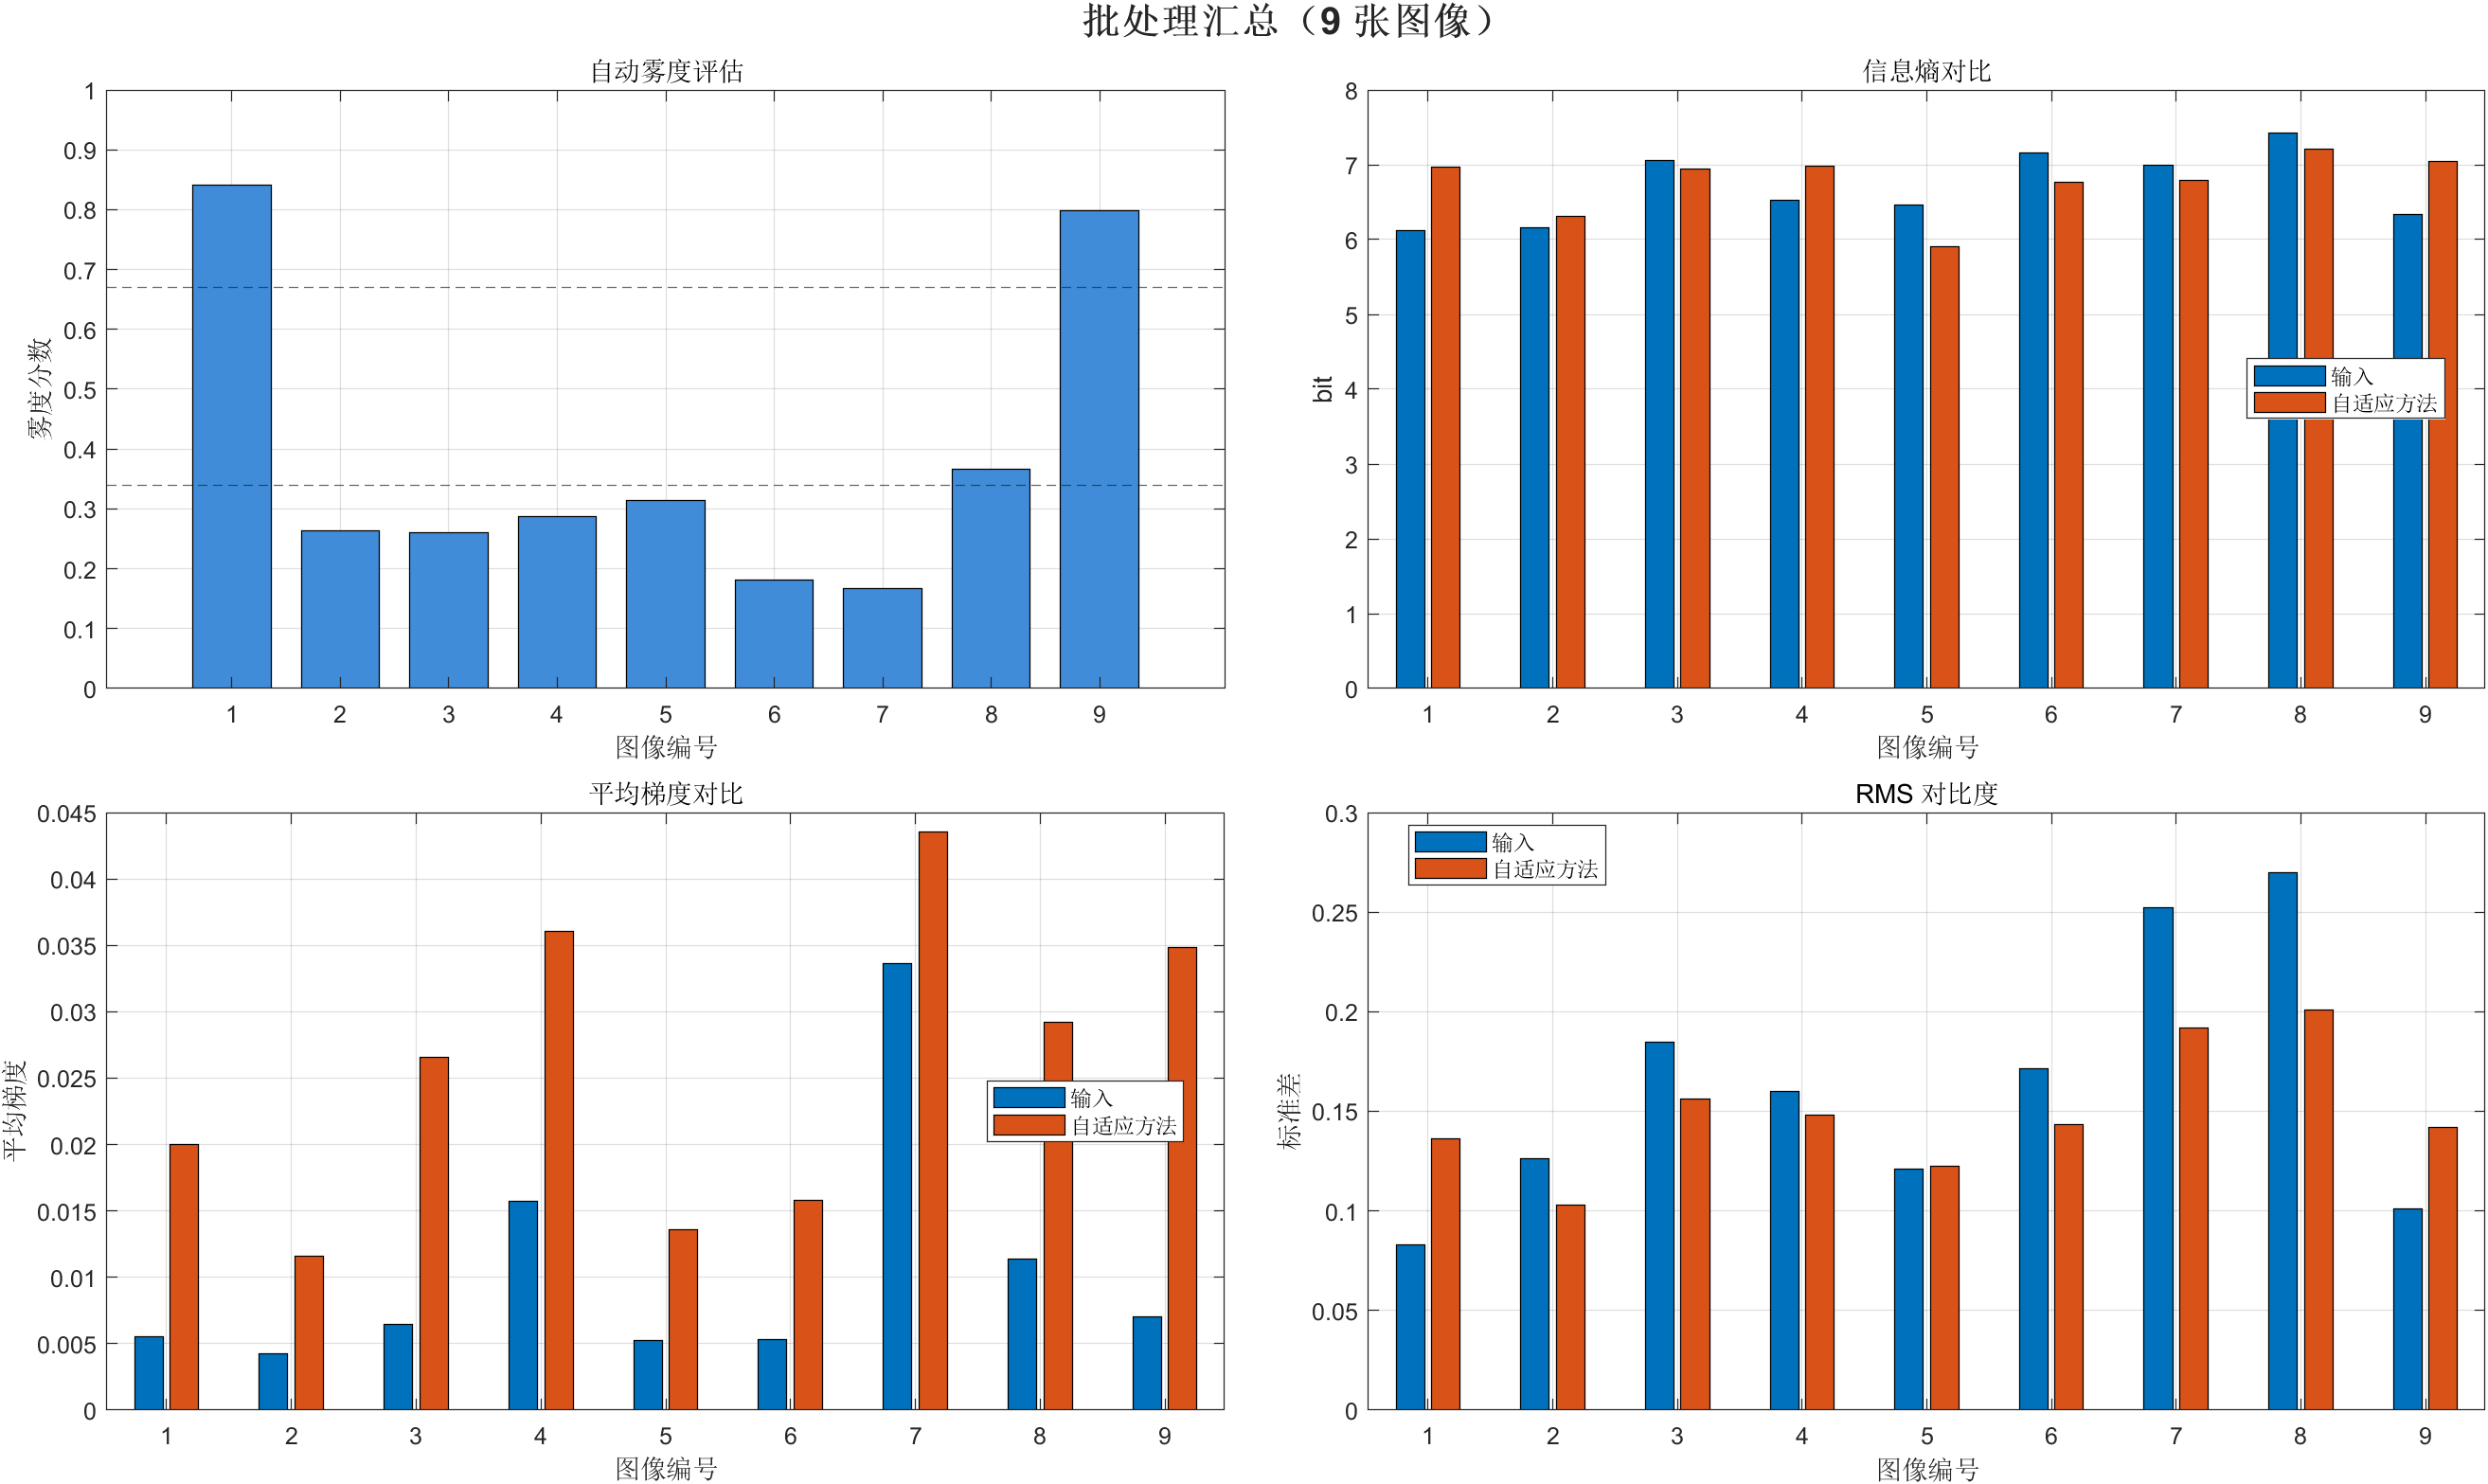 批处理汇总（9 张图像）
自动雾度评估
1
0.9
0.8
0.7
0.6
0.5
0.4
0.3
0.2
0.1
0
雾度分数
1 2 3 4 5 6 7 8 9
图像编号
信息熵对比
8
7
6
5
4
3
2
1
0
bit
输入
自适应方法
1 2 3 4 5 6 7 8 9
图像编号
平均梯度对比
0.045
0.04
0.035
0.03
0.025
0.02
0.015
0.01
0.005
0
平均梯度
输入
自适应方法
1 2 3 4 5 6 7 8 9
图像编号
RMS 对比度
0.3
0.25
0.2
0.15
0.1
0.05
0
标准差
输入
自适应方法
1 2 3 4 5 6 7 8 9
图像编号